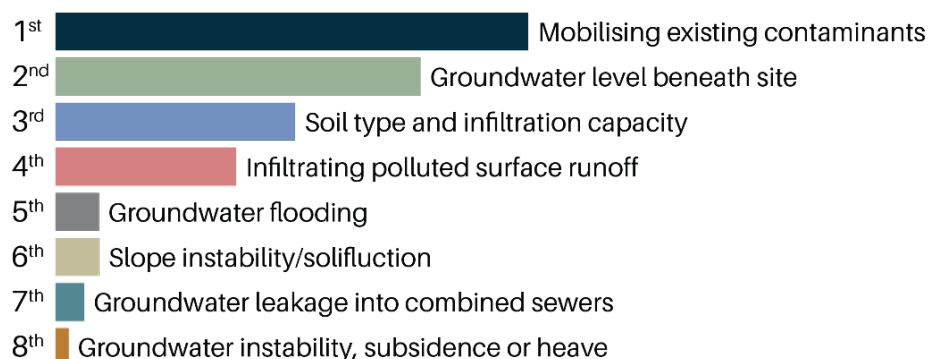 1st Mobilising existing contaminants
2nd Groundwater level beneath site
3rd Soil type and infiltration capacity
4th Infiltrating polluted surface runoff
5th Groundwater flooding
6th Slope instability/solifluction
7th Groundwater leakage into combined sewers
8th Groundwater instability, subsidence or heave